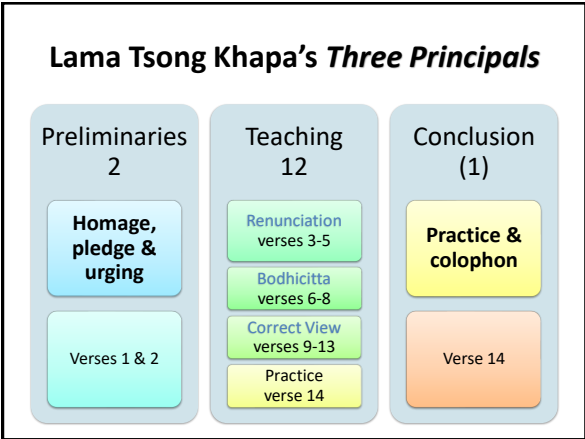 Lama Tsong Khapa's Three Principals
Preliminaries
2
Homage,
pledge &
urging
Verses 1 & 2
Teaching
12
Renunciation
verses 3-5
Bodhicitta
verses 6-8
Correct View
verses 9-13
Practice
verse 14
Conclusion
(1)
Practice &
colophon
Verse 14